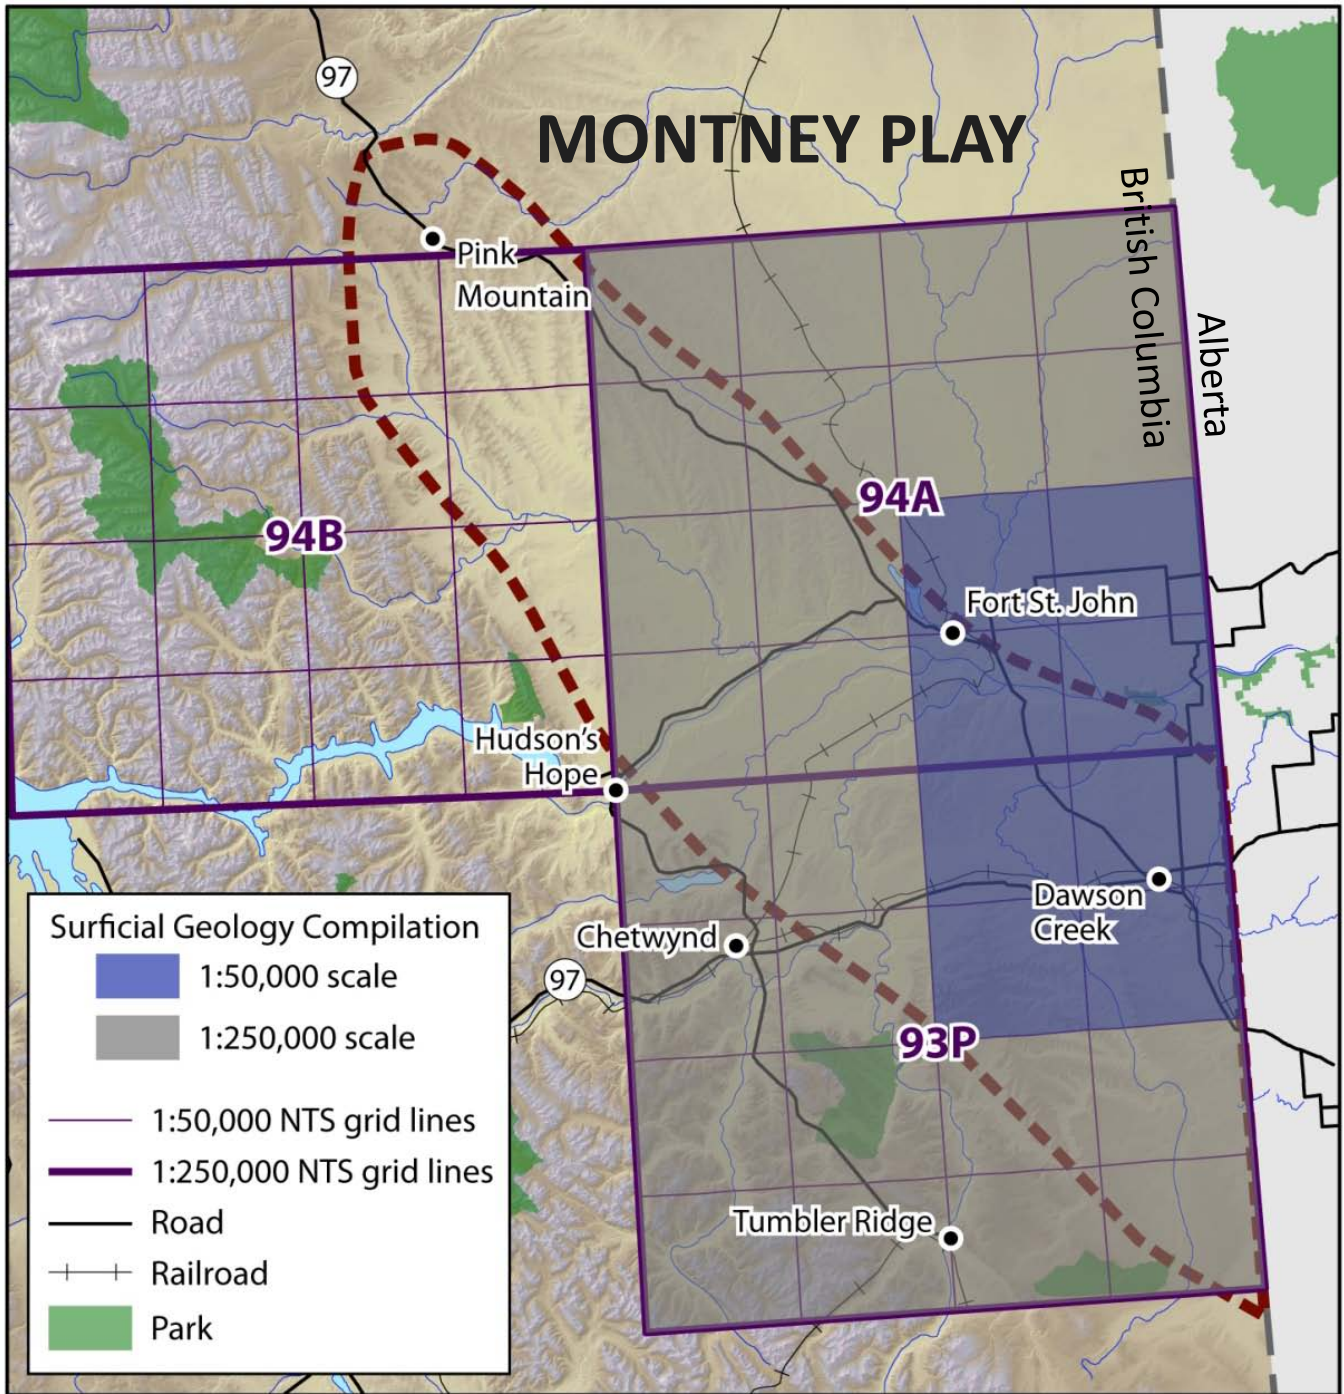 97
MONTNEY PLAY
British Columbia
Alberta
Pink
Mountain
94A
94B
Fort St. John
Hudson's
Hope
Dawson
Creek
Chetwynd
97
93P
Tumbler Ridge
Surficial Geology Compilation
1:50,000 scale
1:250,000 scale
1:50,000 NTS grid lines
1:250,000 NTS grid lines
Road
Railroad
Park